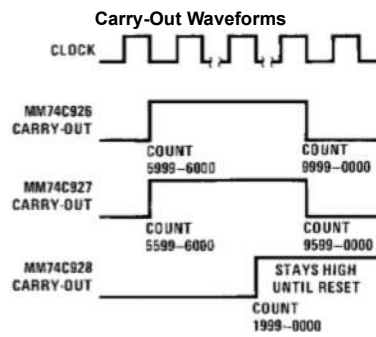 Carry-Out Waveforms
CLOCK
MM74C926
CARRY-OUT
COUNT
5999–6000
COUNT
9999–0000
MM74C927
CARRY-OUT
COUNT
5599–6000
COUNT
9599–0000
MM74C928
CARRY-OUT
STAYS HIGH
UNTIL RESET
COUNT
1999–0000